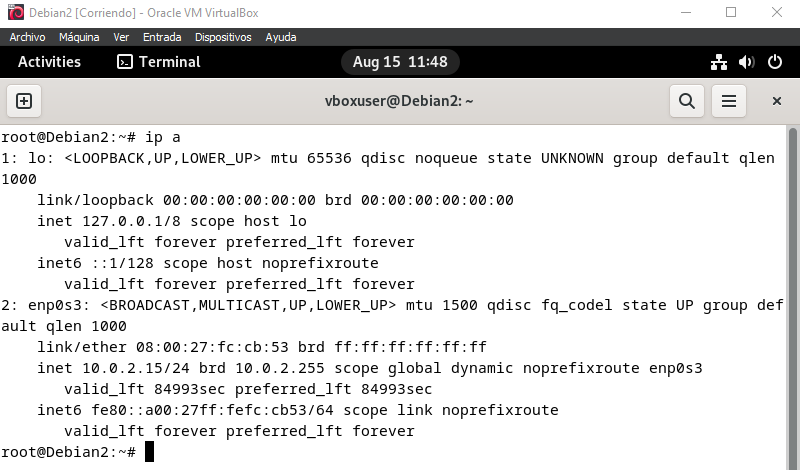 Debian2 [Corriendo] - Oracle VM VirtualBox
Archivo Máquina Ver Entrada Dispositivos Ayuda
Activities Terminal Aug 15 11:48
vboxuser@Debian2: ~
root@Debian2:~# ip a
1: lo: <LOOPBACK,UP,LOWER_UP> mtu 65536 qdisc noqueue state UNKNOWN group default qlen
1000
    link/loopback 00:00:00:00:00:00 brd 00:00:00:00:00:00
    inet 127.0.0.1/8 scope host lo
       valid_lft forever preferred_lft forever
    inet6 ::1/128 scope host noprefixroute
       valid_lft forever preferred_lft forever
2: enp0s3: <BROADCAST,MULTICAST,UP,LOWER_UP> mtu 1500 qdisc fq_codel state UP group def
ault qlen 1000
    link/ether 08:00:27:fc:cb:53 brd ff:ff:ff:ff:ff:ff
    inet 10.0.2.15/24 brd 10.0.2.255 scope global dynamic noprefixroute enp0s3
       valid_lft 84993sec preferred_lft 84993sec
    inet6 fe80::a00:27ff:fefc:cb53/64 scope link noprefixroute
       valid_lft forever preferred_lft forever
root@Debian2:~#